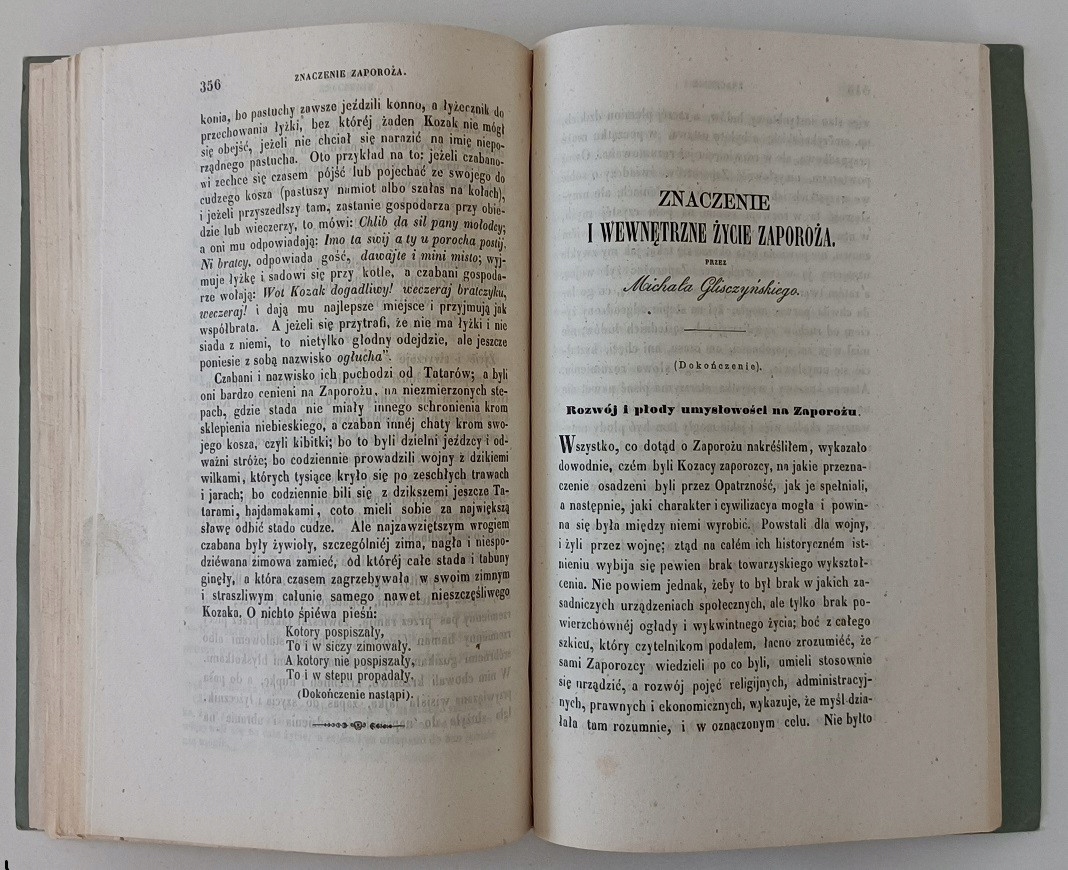 356
ZNACZENIE ZAPOROŻA.
konia, bo pastuchy zawsze jeździli konno, a łyżecznik do
przechowania łyżki, bez któréj żaden Kozak nie mógł
się obejść, jeżeli nie chciał się narazić na imię niepo-
rządnego pastucha. Oto przykład na to: jeżeli czabano-
wi zechce się czasem pójść lub pojechać ze swojego do
cudzego kosza (pastuszy namiot albo szałas na kołach),
i jeżeli przyszedłszy tam, zastanie gospodarza przy obie-
dzie lub wieczerzy, to mówi: Chlib da sil pany mołodcy;
a oni mu odpowiadają: Imo ta swij a ty u porocha postij.
Ni bratcy, odpowiada gość, dawajte i mini misto; wyj-
muje łyżkę i sadowi się przy kotle, a czabani gospoda-
rze wołają: Wot Kozak dogadliwy! weczeraj bratczyku,
weczeraj! i dają mu najlepsze miejsce i przyjmują jak
współbrata. A jeżeli się przytrafi, że nie ma łyżki i nie
siada z niemi, to nietylko głodny odejdzie, ale jeszcze
poniesie z sobą nazwisko ogłucha".
Czabani i nazwisko ich pochodzi od Tatarów; a byli
oni bardzo cenieni na Zaporożu, na niezmierzonych ste-
pach, gdzie stada nie miały innego schronienia krom
sklepienia niebieskiego, a czaban innéj chaty krom swo-
jego kosza, czyli kibitki; bo to byli dzielni jeźdzcy i od-
ważni stróże; bo codziennie prowadzili wojny z dzikiemi
wilkami, których tysiące kryło się po zeschłych trawach
i jarach; bo codziennie bili się z dzikszemi jeszcze Ta-
tarami, hajdamakami, coto mieli sobie za największą
sławę odbić stado cudze. Ale najzawziętszym wrogiem
czabana były żywioły, szczególniéj zima, nagła i niespo-
dziéwana zimowa zamieć, od któréj całe stada i tabuny
ginęły, a która czasem zagrzebywała w swoim zimnym
i straszliwym całunie samego nawet nieszczęśliwego
Kozaka. O nichto śpiéwa pieśń:
Kotory pospiszały,
To i w siczy zimowały.
A kotory nie pospiszały,
To i w stepu propadały.
(Dokończenie nastąpi).
ZNACZENIE
I WEWNĘTRZNE ŻYCIE ZAPOROŻA.
PRZEZ
Michała Glisczyńskiego.
(Dokończenie).
Rozwój i płody umysłowości na Zaporożu.
Wszystko, co dotąd o Zaporożu nakréśliłem, wykazało
dowodnie, czém byli Kozacy zaporozcy, na jakie przezna-
czenie osadzeni byli przez Opatrzność, jak je spełniali,
a następnie, jaki charakter i cywilizacya mogła i powin-
na się była między niemi wyrobić. Powstali dla wojny,
i żyli przez wojnę; ztąd na całém ich historyczném ist-
nieniu wybija się pewien brak towarzyskiego wykształ-
cenia. Nie powiem jednak, żeby to był brak w jakich za-
sadniczych urządzeniach społecznych, ale tylko brak po-
wierzchównéj ogłady i wykwintnego życia; boć z całego
szkicu, który czytelnikom podałem, łacno zrozumiéć, że
sami Zaporozcy wiedzieli po co byli, umieli stosownie
się urządzić, a rozwój pojęć religijnych, administracyj-
nych, prawnych i ekonomicznych, wykazuje, że myśl dzia-
łała tam rozumnie, i w oznaczonym celu. Nie byłto